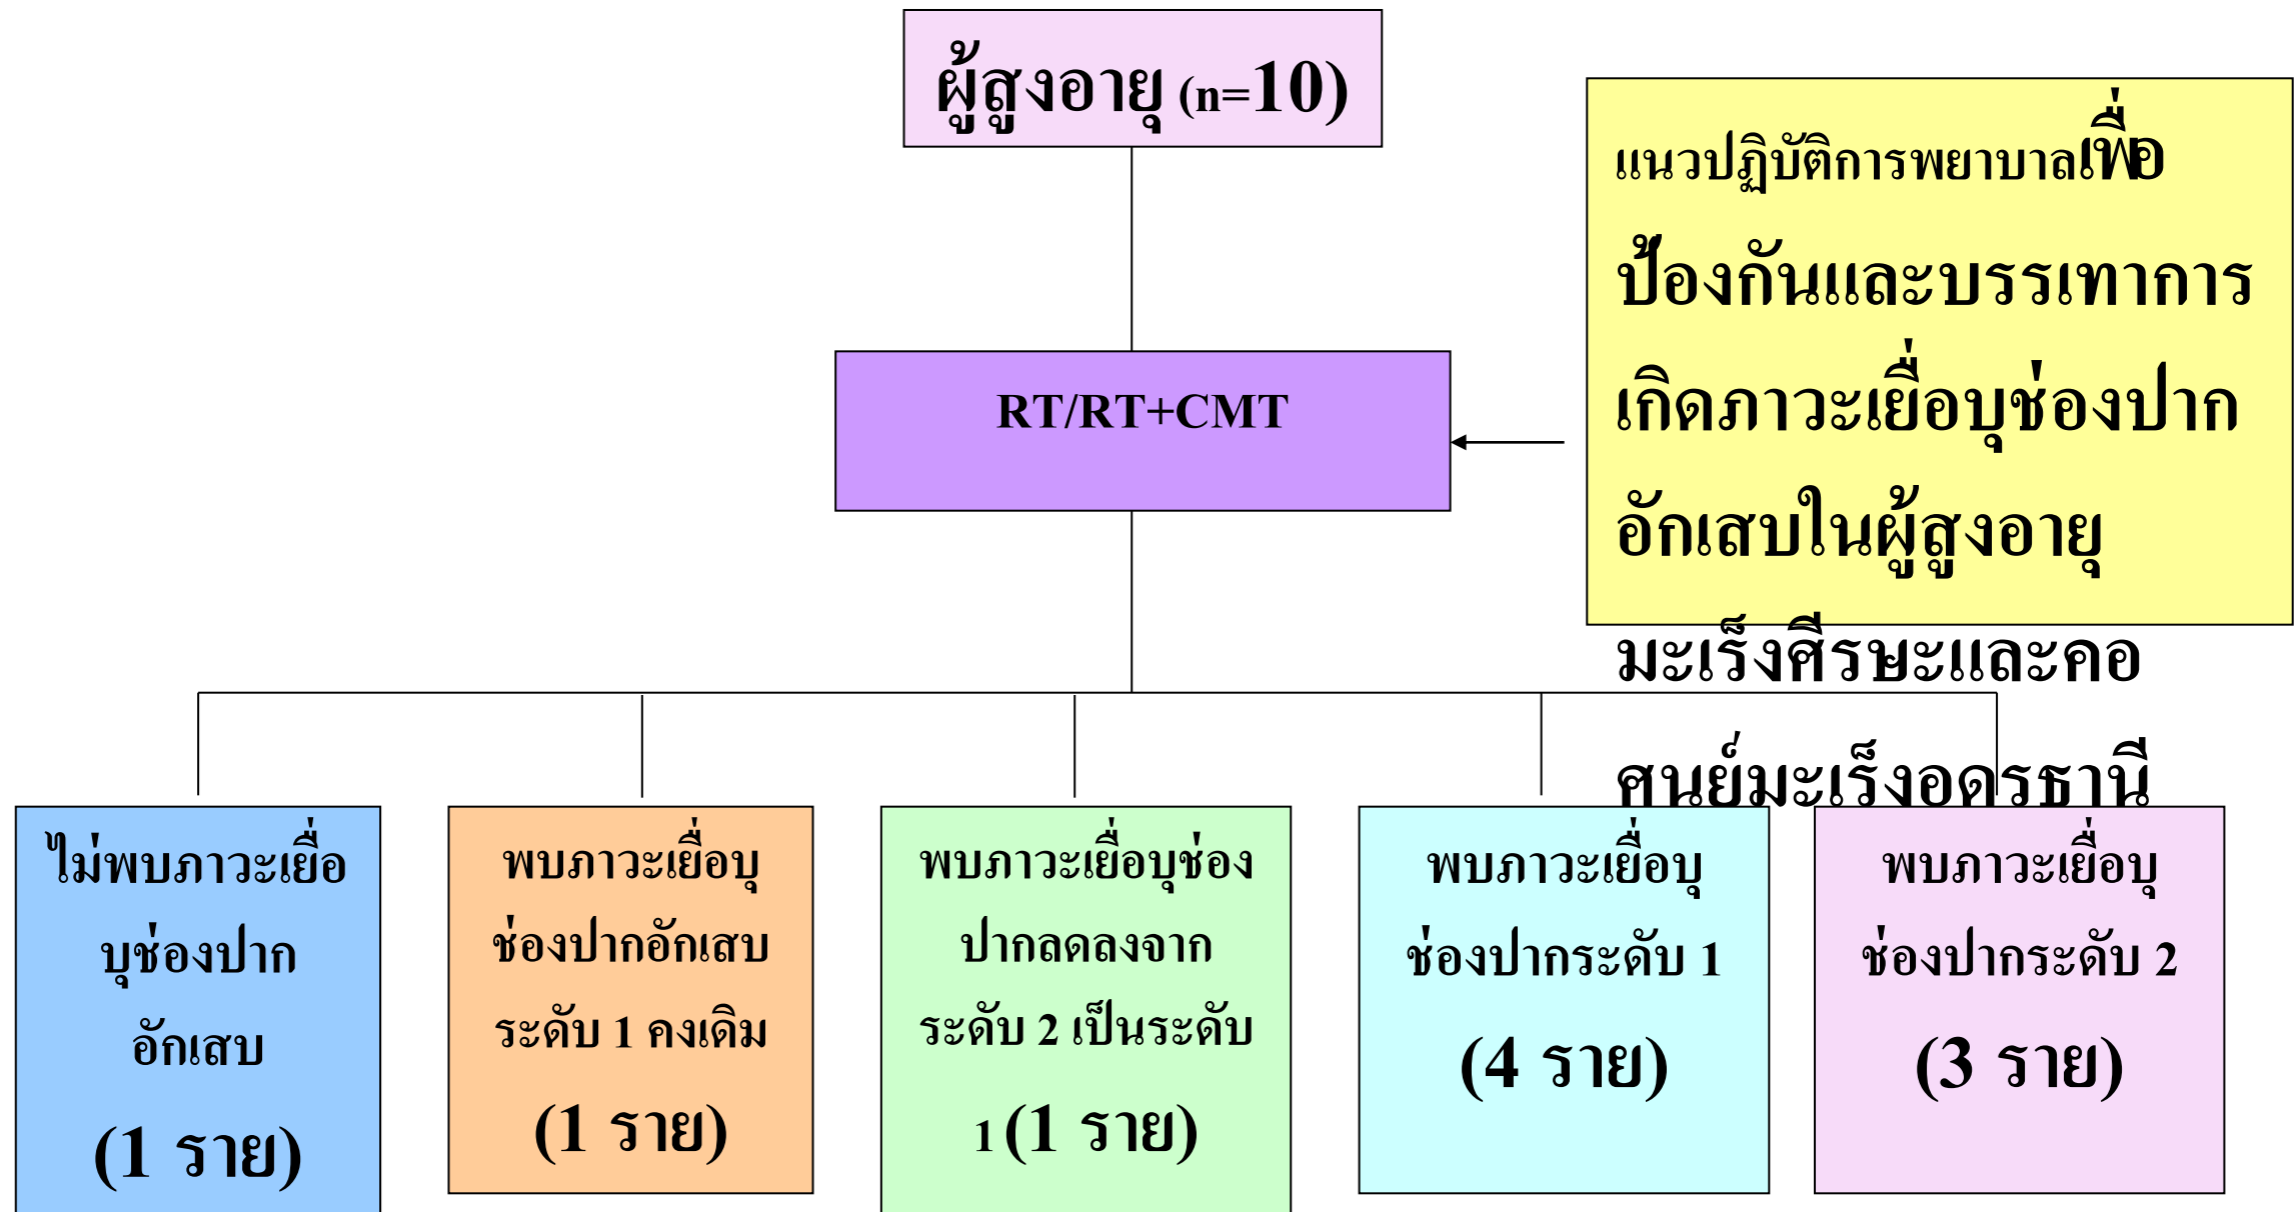 ผู้สูงอายุ (n=10)
แนวปฏิบัติการพยาบาลเพื่อ
ป้องกันและบรรเทาการ
เกิดภาวะเยื่อบุช่องปาก
อักเสบในผู้สูงอายุ
มะเร็งศีรษะและคอ
ศูนย์มะเร็งอุดรธานี
RT/RT+CMT
ไม่พบภาวะเยื่อ
บุช่องปาก
อักเสบ
(1 ราย)
พบภาวะเยื่อบุ
ช่องปากอักเสบ
ระดับ 1 คงเดิม
(1 ราย)
พบภาวะเยื่อบุช่อง
ปากลดลงจาก
ระดับ 2 เป็นระดับ
1 (1 ราย)
พบภาวะเยื่อบุ
ช่องปากระดับ 1
(4 ราย)
พบภาวะเยื่อบุ
ช่องปากระดับ 2
(3 ราย)